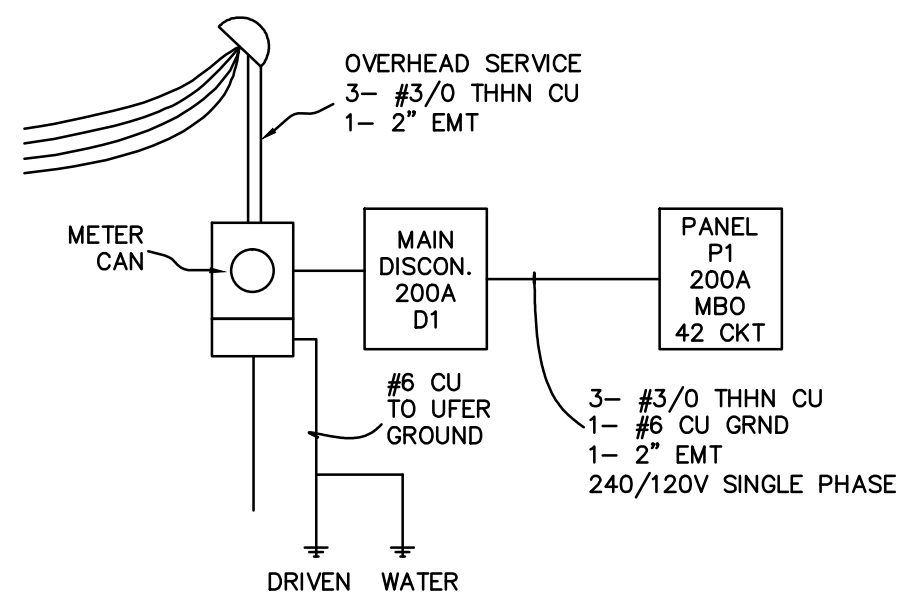 OVERHEAD SERVICE
3– #3/0 THHN CU
1– 2" EMT
METER
CAN
MAIN
DISCON.
200A
D1
PANEL
P1
200A
MBO
42 CKT
#6 CU
TO UFER
GROUND
3– #3/0 THHN CU
1– #6 CU GRND
1– 2" EMT
240/120V SINGLE PHASE
DRIVEN
WATER